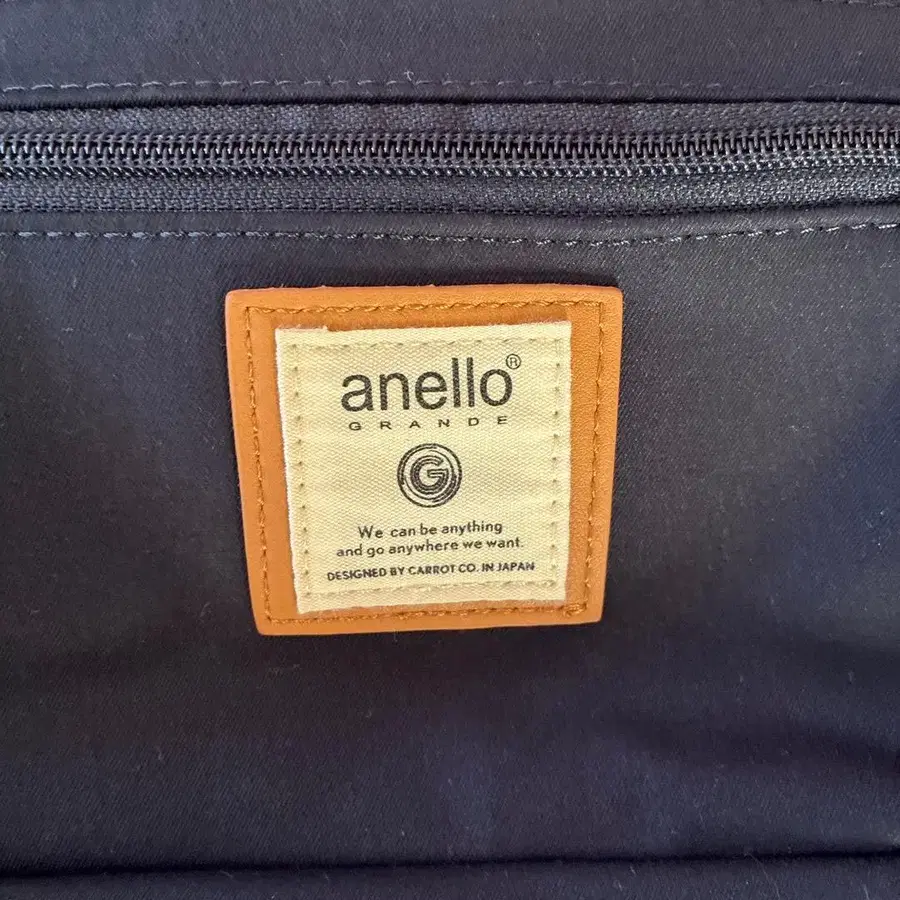 anello®
GRANDE
G
We can be anything
and go anywhere we want.
DESIGNED BY CARROT CO. IN JAPAN